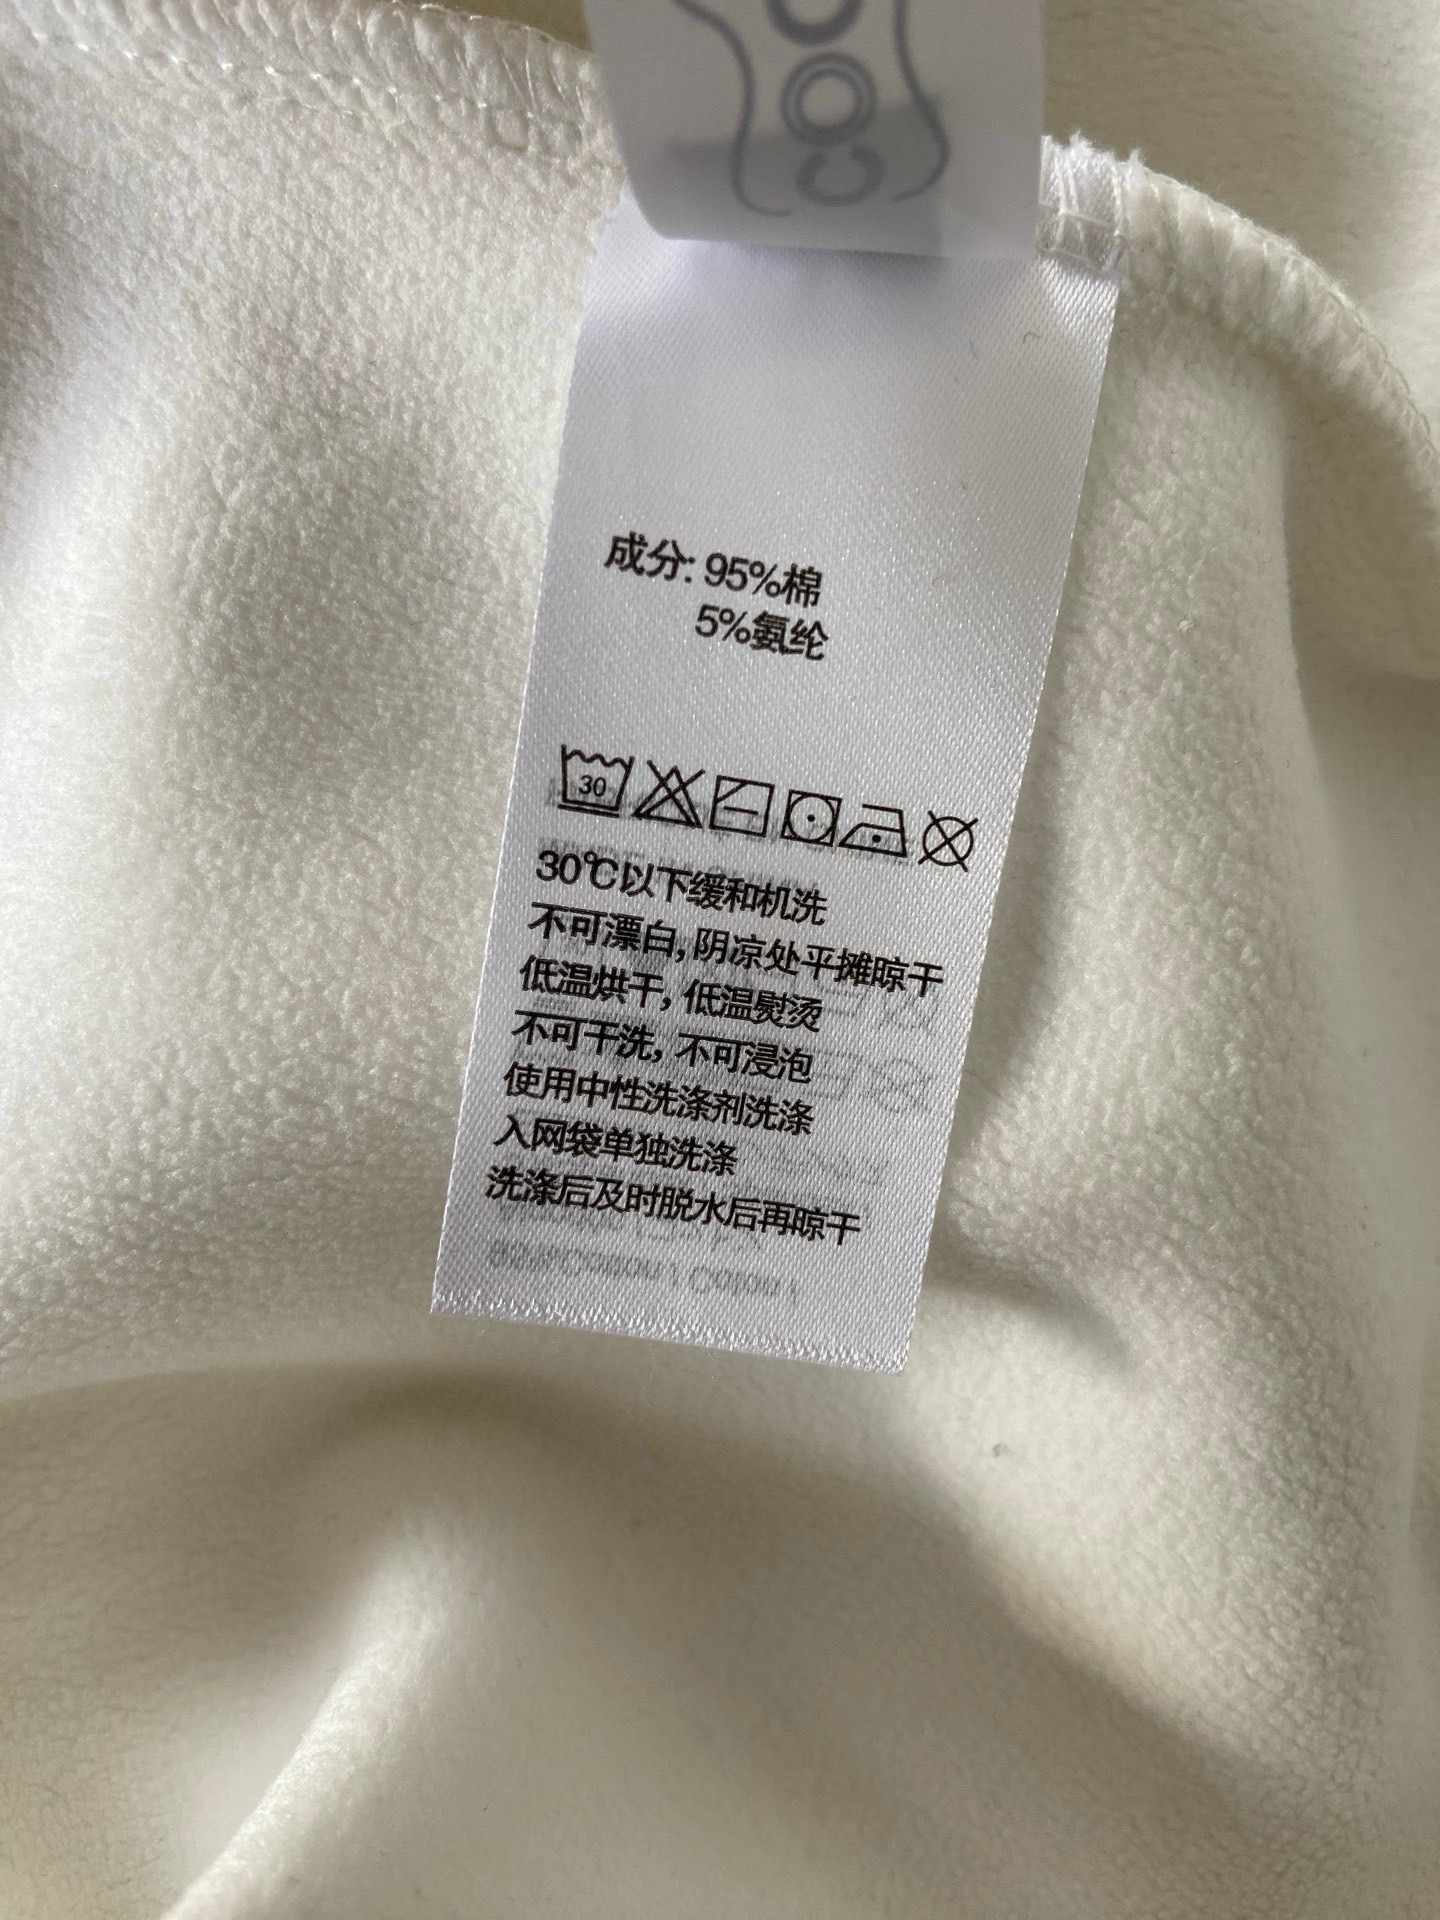 成分: 95%棉
5%氨纶
30
30℃以下缓和机洗
不可漂白, 阴凉处平摊晾干
低温烘干, 低温熨烫
不可干洗, 不可浸泡
使用中性洗涤剂洗涤
入网袋单独洗涤
洗涤后及时脱水后再晾干